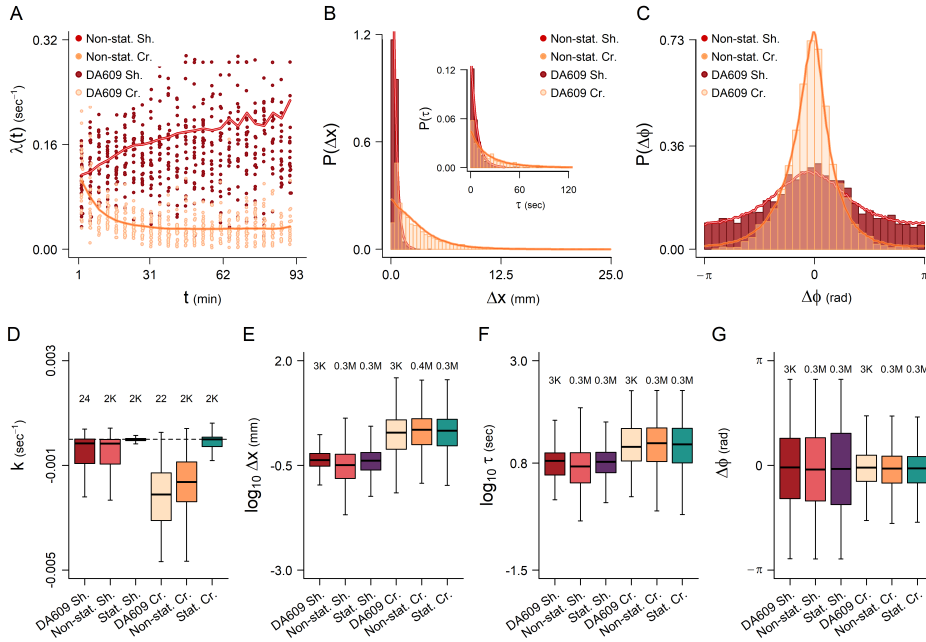 A
Non-stat. Sh.
Non-stat. Cr.
DA609 Sh.
DA609 Cr.
λ(t) (sec⁻¹)
0.32
0.16
0.00
1
31
62
93
t (min)
B
Non-stat. Sh.
Non-stat. Cr.
DA609 Sh.
DA609 Cr.
P(Δx)
1.2
0.6
0.0
0.0
12.5
25.0
Δx (mm)
P(τ)
0.12
0.06
0.00
0
60
120
τ (sec)
C
Non-stat. Sh.
Non-stat. Cr.
DA609 Sh.
DA609 Cr.
P(Δϕ)
0.73
0.36
0.00
−π
0
π
Δϕ (rad)
D
k (sec⁻¹)
0.003
-0.001
-0.005
24
2K
2K
22
2K
2K
DA609 Sh.
Non-stat. Sh.
Stat. Sh.
DA609 Cr.
Non-stat. Cr.
Stat. Cr.
E
log₁₀ Δx (mm)
2.0
-0.5
-3.0
3K
0.3M
0.3M
3K
0.4M
0.3M
DA609 Sh.
Non-stat. Sh.
Stat. Sh.
DA609 Cr.
Non-stat. Cr.
Stat. Cr.
F
log₁₀ τ (sec)
3.0
0.8
-1.5
3K
0.3M
0.3M
3K
0.3M
0.3M
DA609 Sh.
Non-stat. Sh.
Stat. Sh.
DA609 Cr.
Non-stat. Cr.
Stat. Cr.
G
Δϕ (rad)
π
0
−π
3K
0.3M
0.3M
3K
0.3M
0.3M
DA609 Sh.
Non-stat. Sh.
Stat. Sh.
DA609 Cr.
Non-stat. Cr.
Stat. Cr.